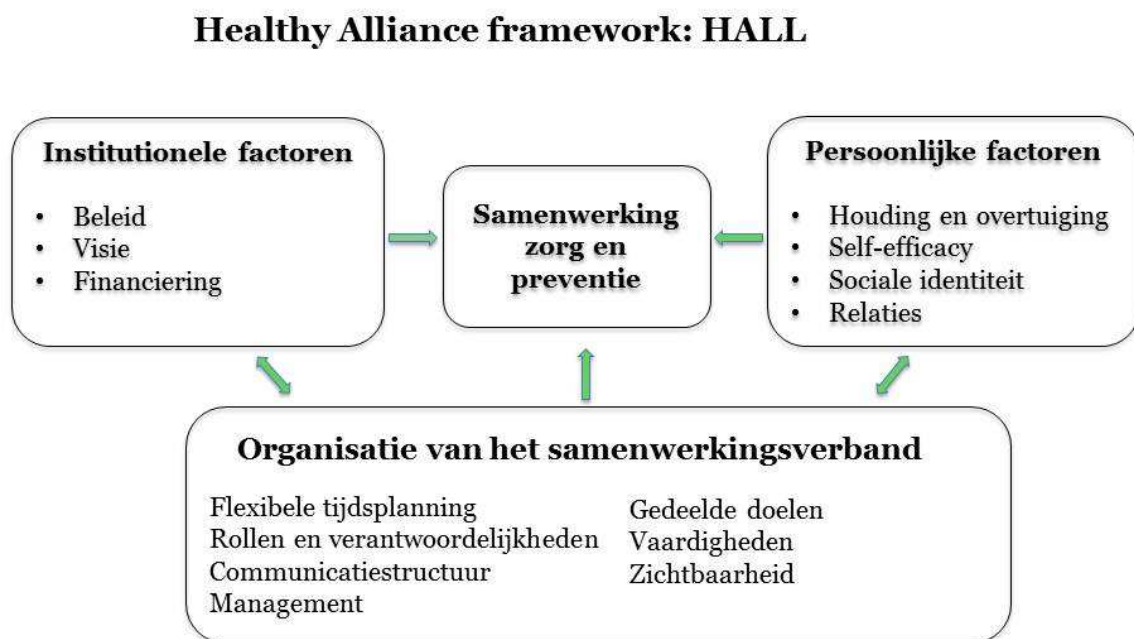 Healthy Alliance framework: HALL
Institutionele factoren
• Beleid
• Visie
• Financiering
Samenwerking
zorg en
preventie
Persoonlijke factoren
• Houding en overtuiging
• Self-efficacy
• Sociale identiteit
• Relaties
Organisatie van het samenwerkingsverband
Flexibele tijdsplanning
Rollen en verantwoordelijkheden
Communicatiestructuur
Management
Gedeelde doelen
Vaardigheden
Zichtbaarheid